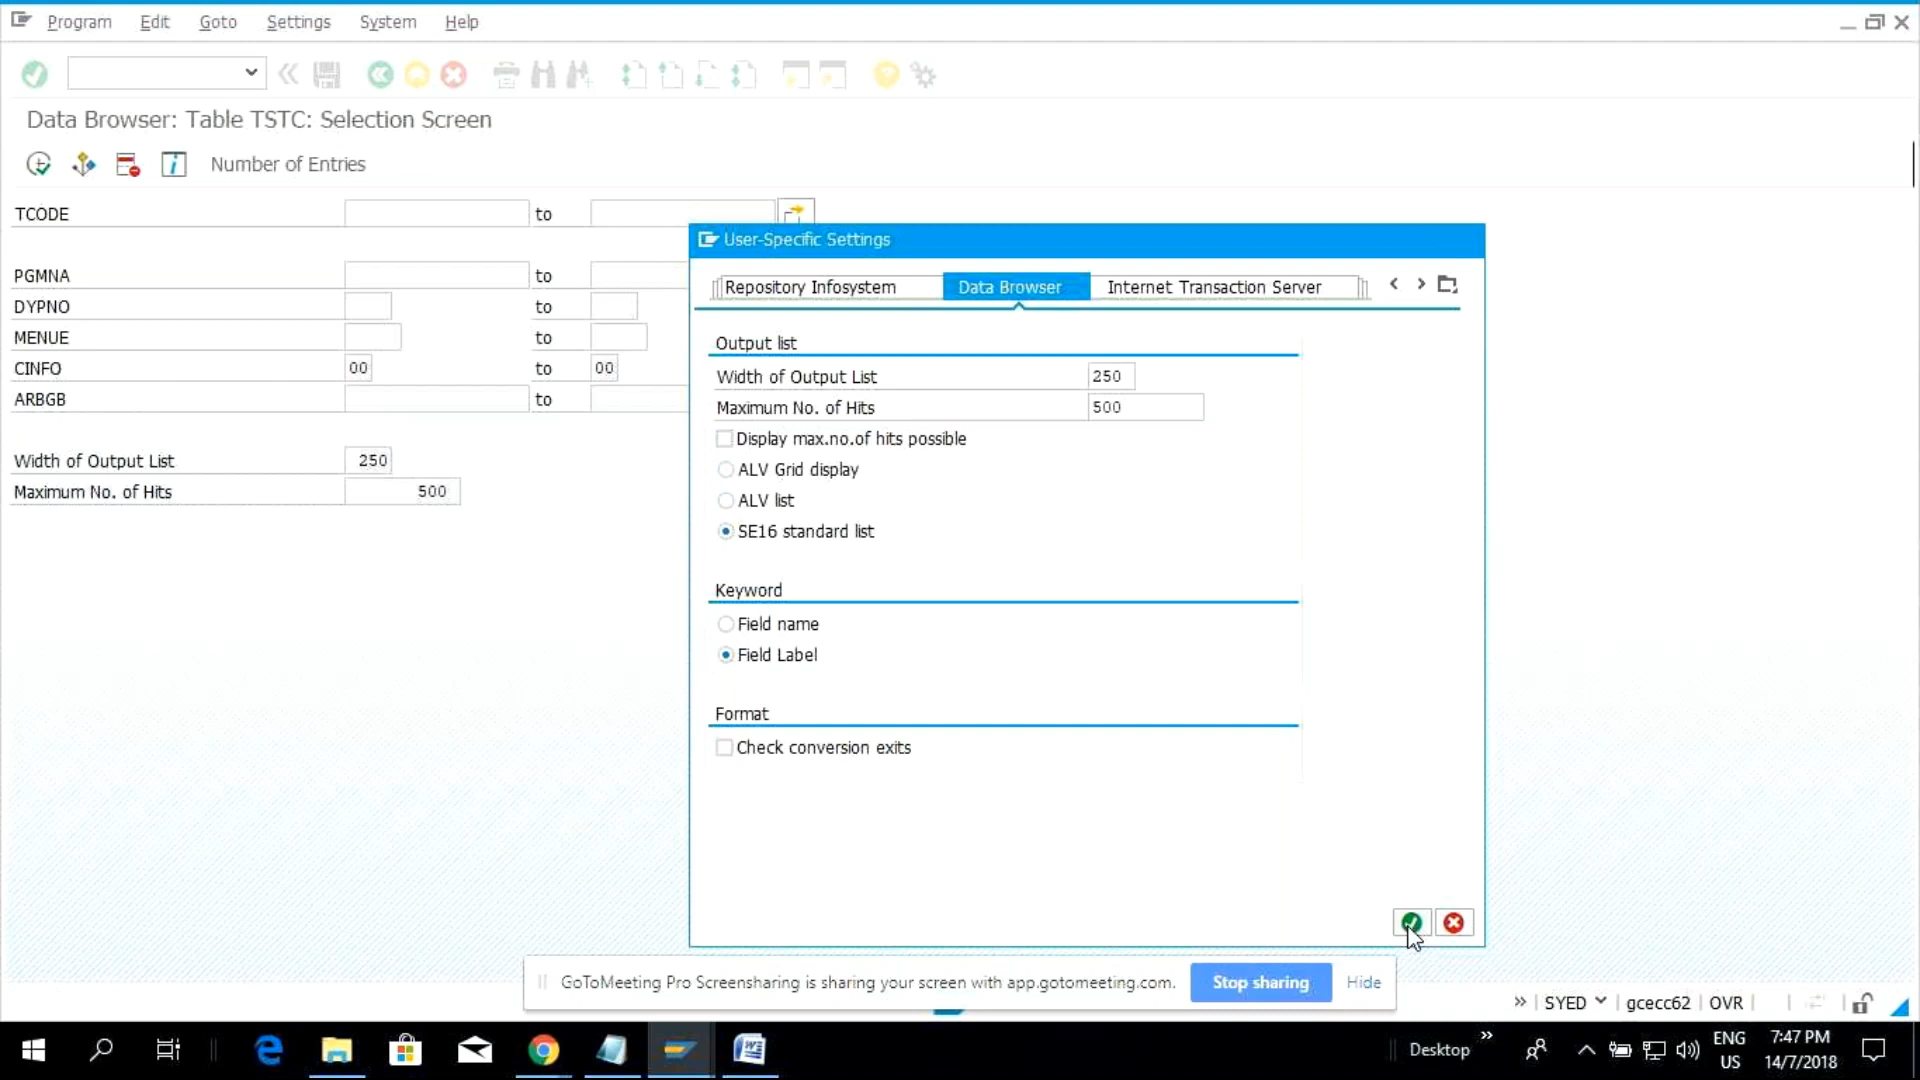 Program Edit Goto Settings System Help
Data Browser: Table TSTC: Selection Screen
Number of Entries
TCODE to
PGMNA to
DYPNO to
MENUE to
CINFO 00 to 00
ARBGB to
Width of Output List 250
Maximum No. of Hits 500
User-Specific Settings
Repository Infosystem Data Browser Internet Transaction Server
Output list
Width of Output List 250
Maximum No. of Hits 500
Display max.no.of hits possible
ALV Grid display
ALV list
SE16 standard list
Keyword
Field name
Field Label
Format
Check conversion exits
GoToMeeting Pro Screensharing is sharing your screen with app.gotomeeting.com. Stop sharing Hide
SYED gcecc62 OVR
Desktop
ENG
US
7:47 PM
14/7/2018